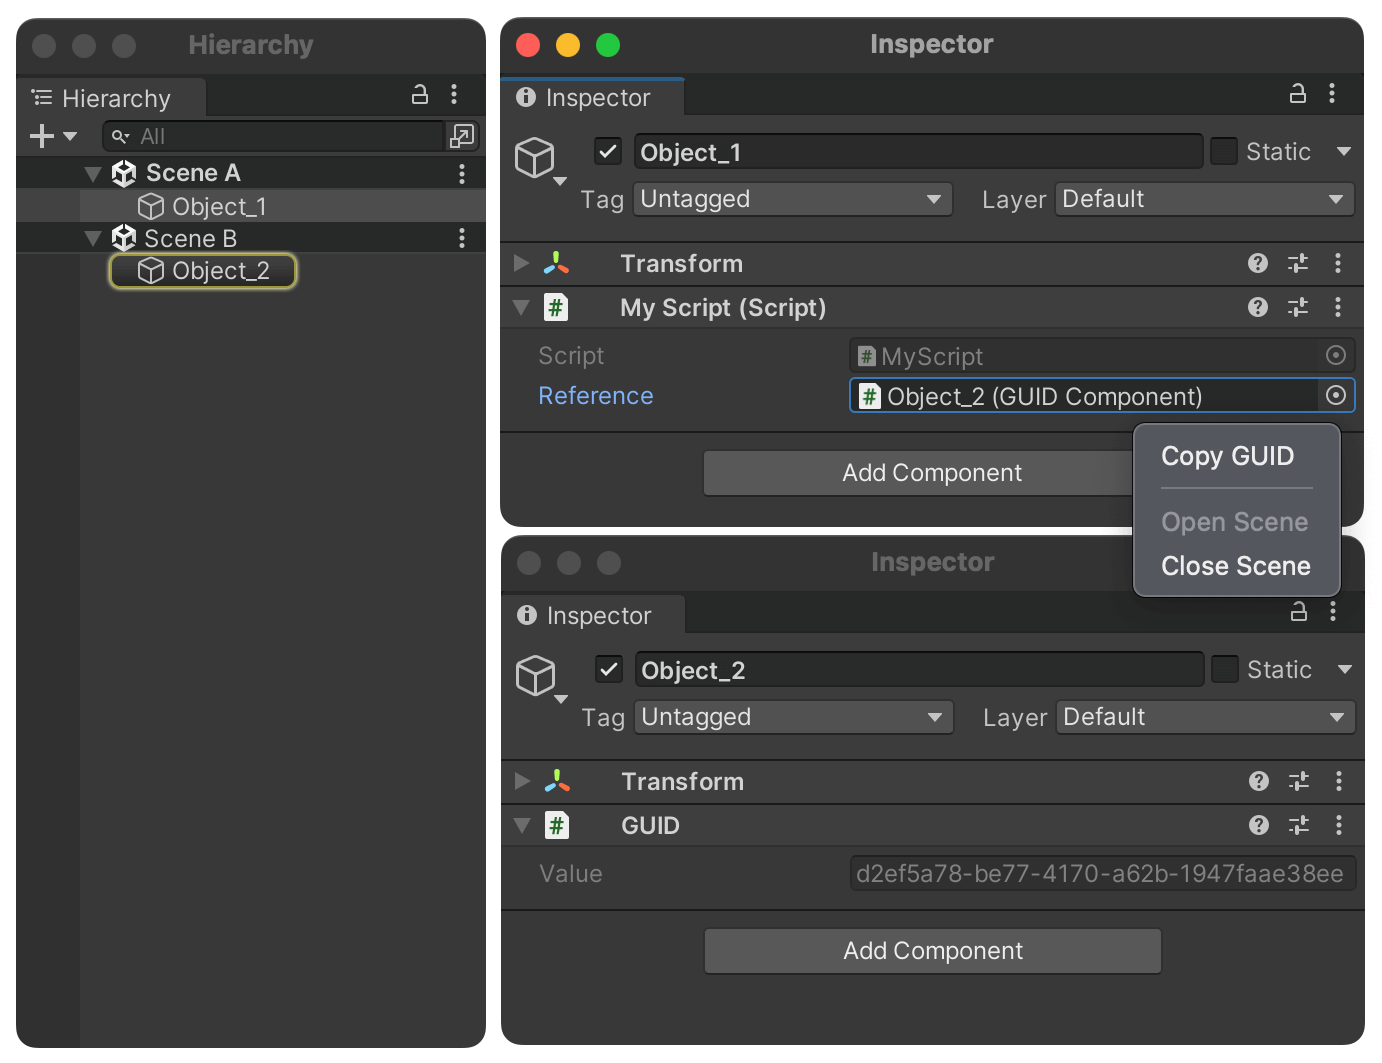 Hierarchy
Hierarchy
All
Scene A
Object_1
Scene B
Object_2
Inspector
Inspector
Object_1
Static
Tag Untagged
Layer Default
Transform
My Script (Script)
Script
MyScript
Reference
Object_2 (GUID Component)
Add Component
Copy GUID
Open Scene
Close Scene
Inspector
Inspector
Object_2
Static
Tag Untagged
Layer Default
Transform
GUID
Value
d2ef5a78-be77-4170-a62b-1947faae38ee
Add Component